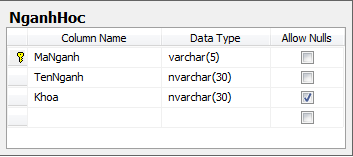 NganhHoc
Column Name Data Type Allow Nulls
MaNganh varchar(5)
TenNganh nvarchar(30)
Khoa nvarchar(30)